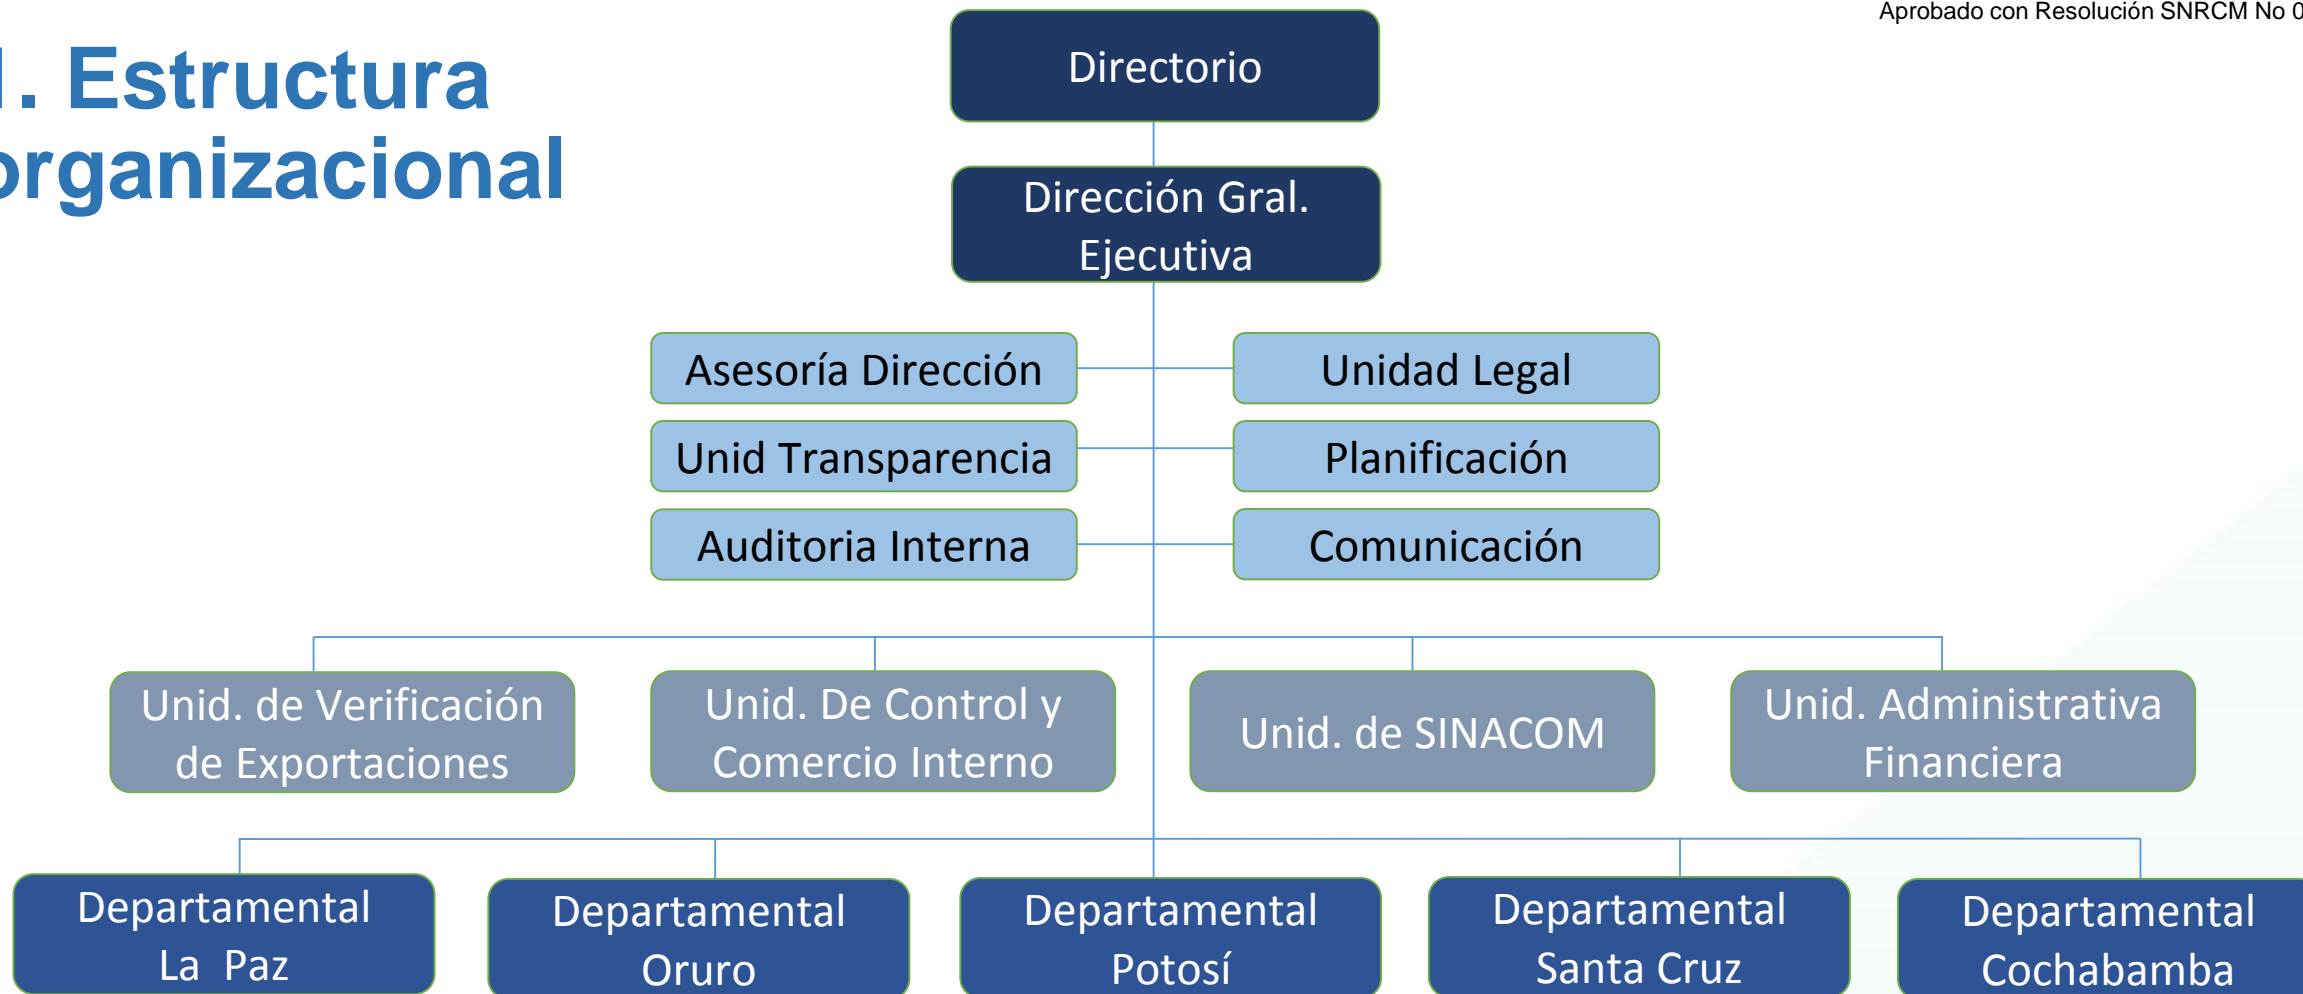 Aprobado con Resolución SNRCM No 0
1. Estructura
organizacional
Directorio
Dirección Gral.
Ejecutiva
Asesoría Dirección
Unidad Legal
Unid Transparencia
Planificación
Auditoria Interna
Comunicación
Unid. de Verificación
de Exportaciones
Unid. De Control y
Comercio Interno
Unid. de SINACOM
Unid. Administrativa
Financiera
Departamental
La Paz
Departamental
Oruro
Departamental
Potosí
Departamental
Santa Cruz
Departamental
Cochabamba